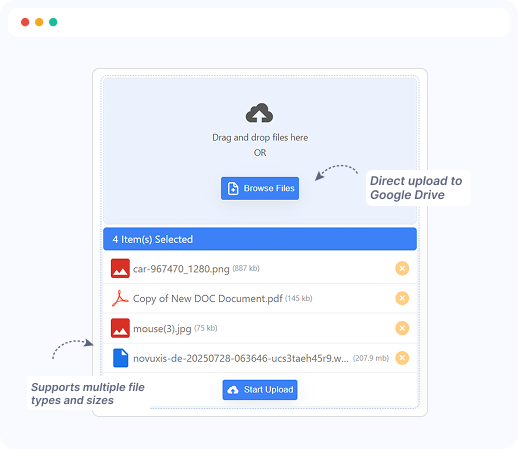 Drag and drop files here
OR
Browse Files
Direct upload to
Google Drive
4 Item(s) Selected
car-967470_1280.png (887 kb)
Copy of New DOC Document.pdf (145 kb)
mouse(3).jpg (75 kb)
novuxis-de-20250728-063646-ucs3taeh45r9.w... (207.9 mb)
Supports multiple file
types and sizes
Start Upload